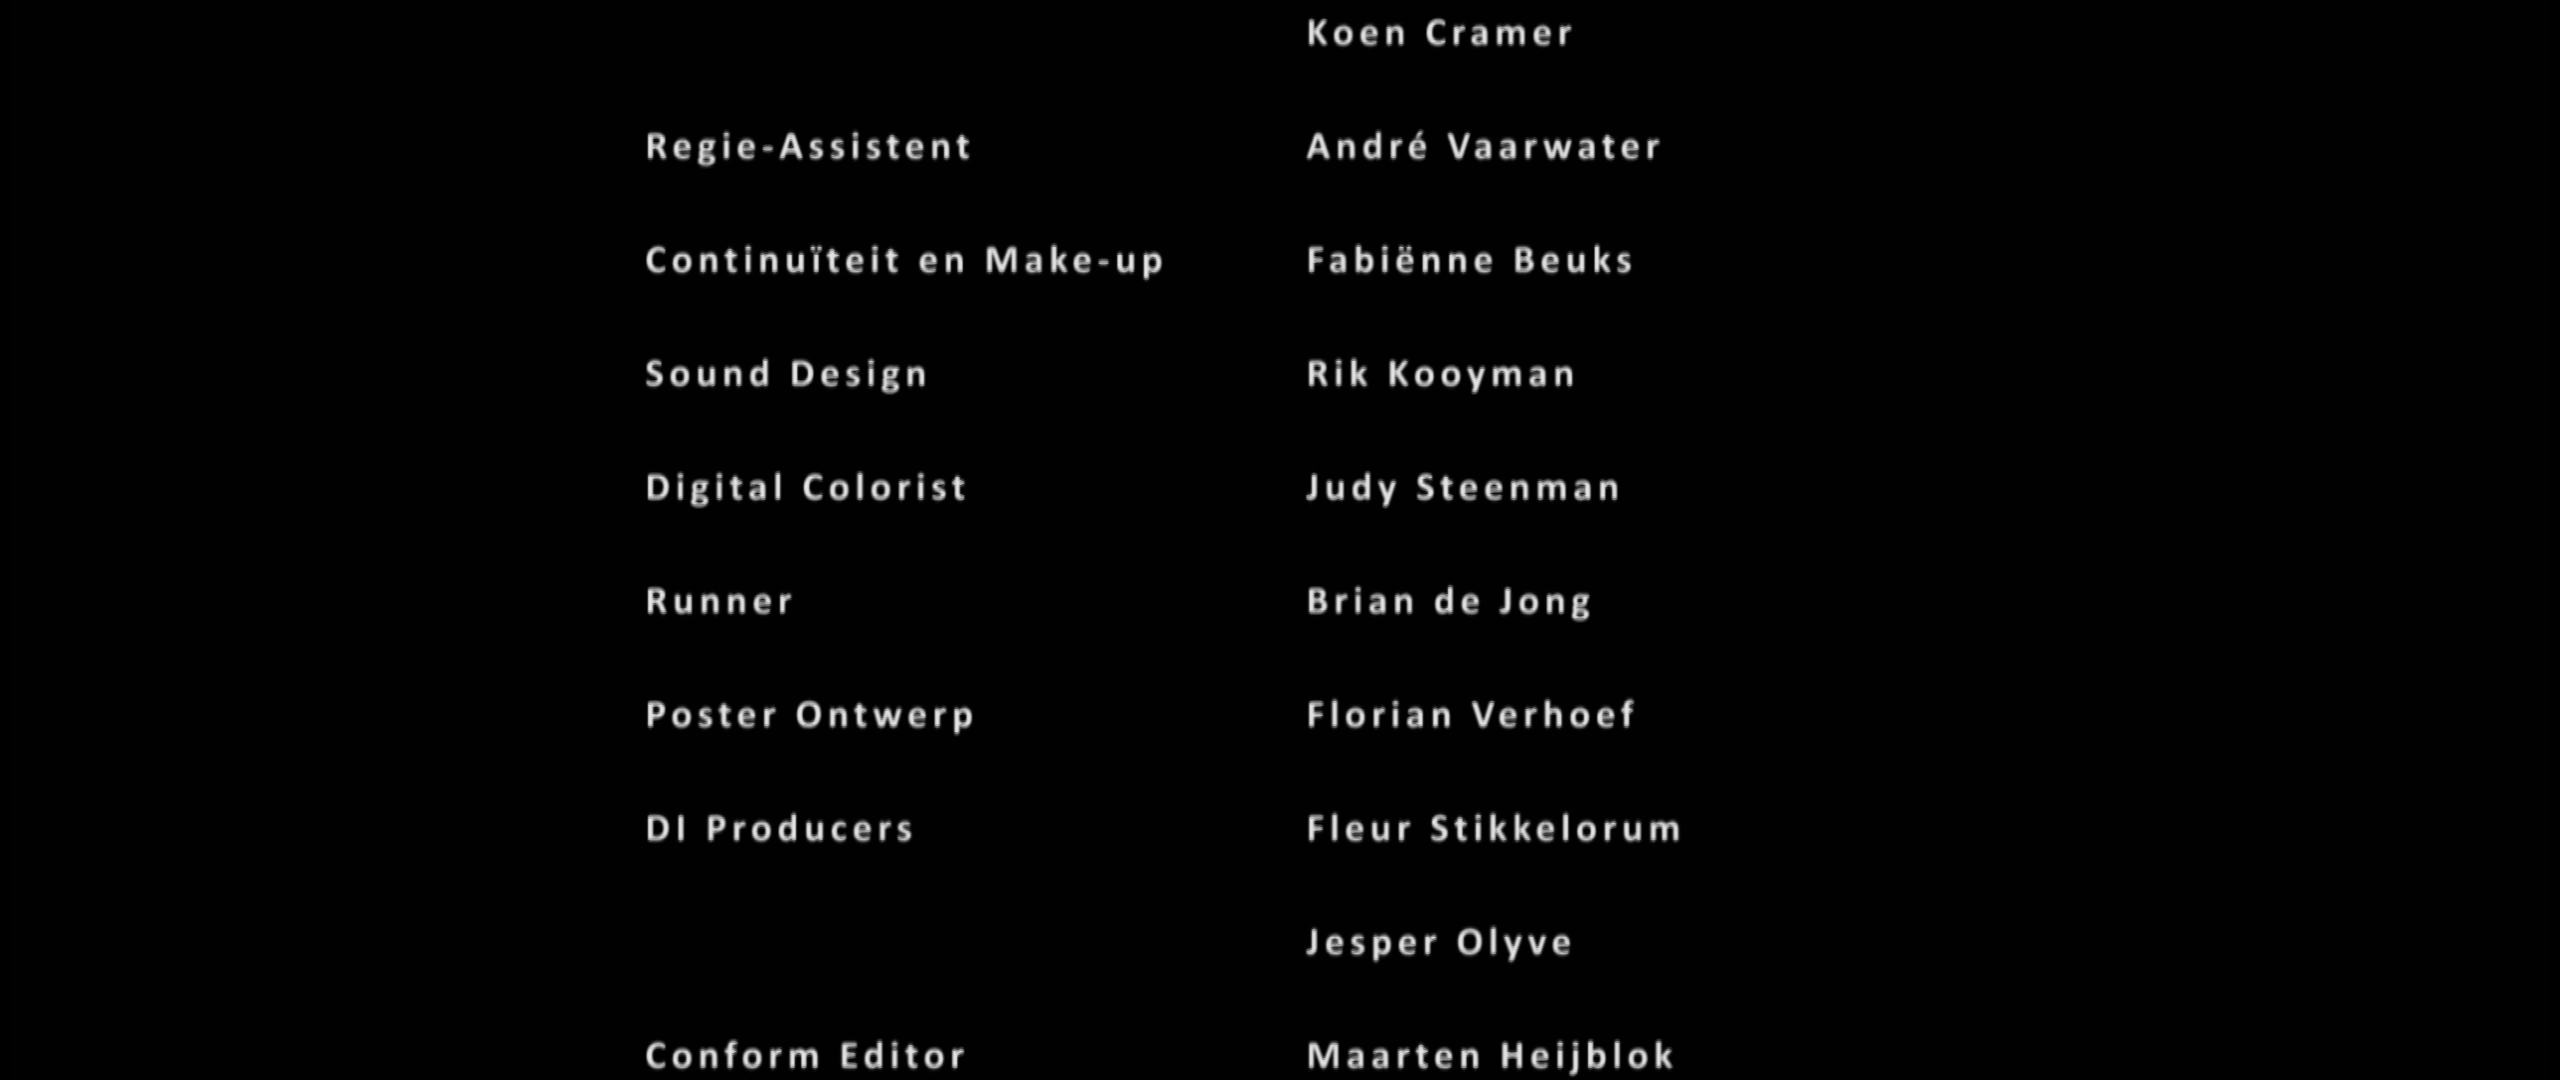 Koen Cramer
Regie-Assistent André Vaarwater
Continuïteit en Make-up Fabiënne Beuks
Sound Design Rik Kooyman
Digital Colorist Judy Steenman
Runner Brian de Jong
Poster Ontwerp Florian Verhoef
DI Producers Fleur Stikkelorum
Jesper Olyve
Conform Editor Maarten Heijblok